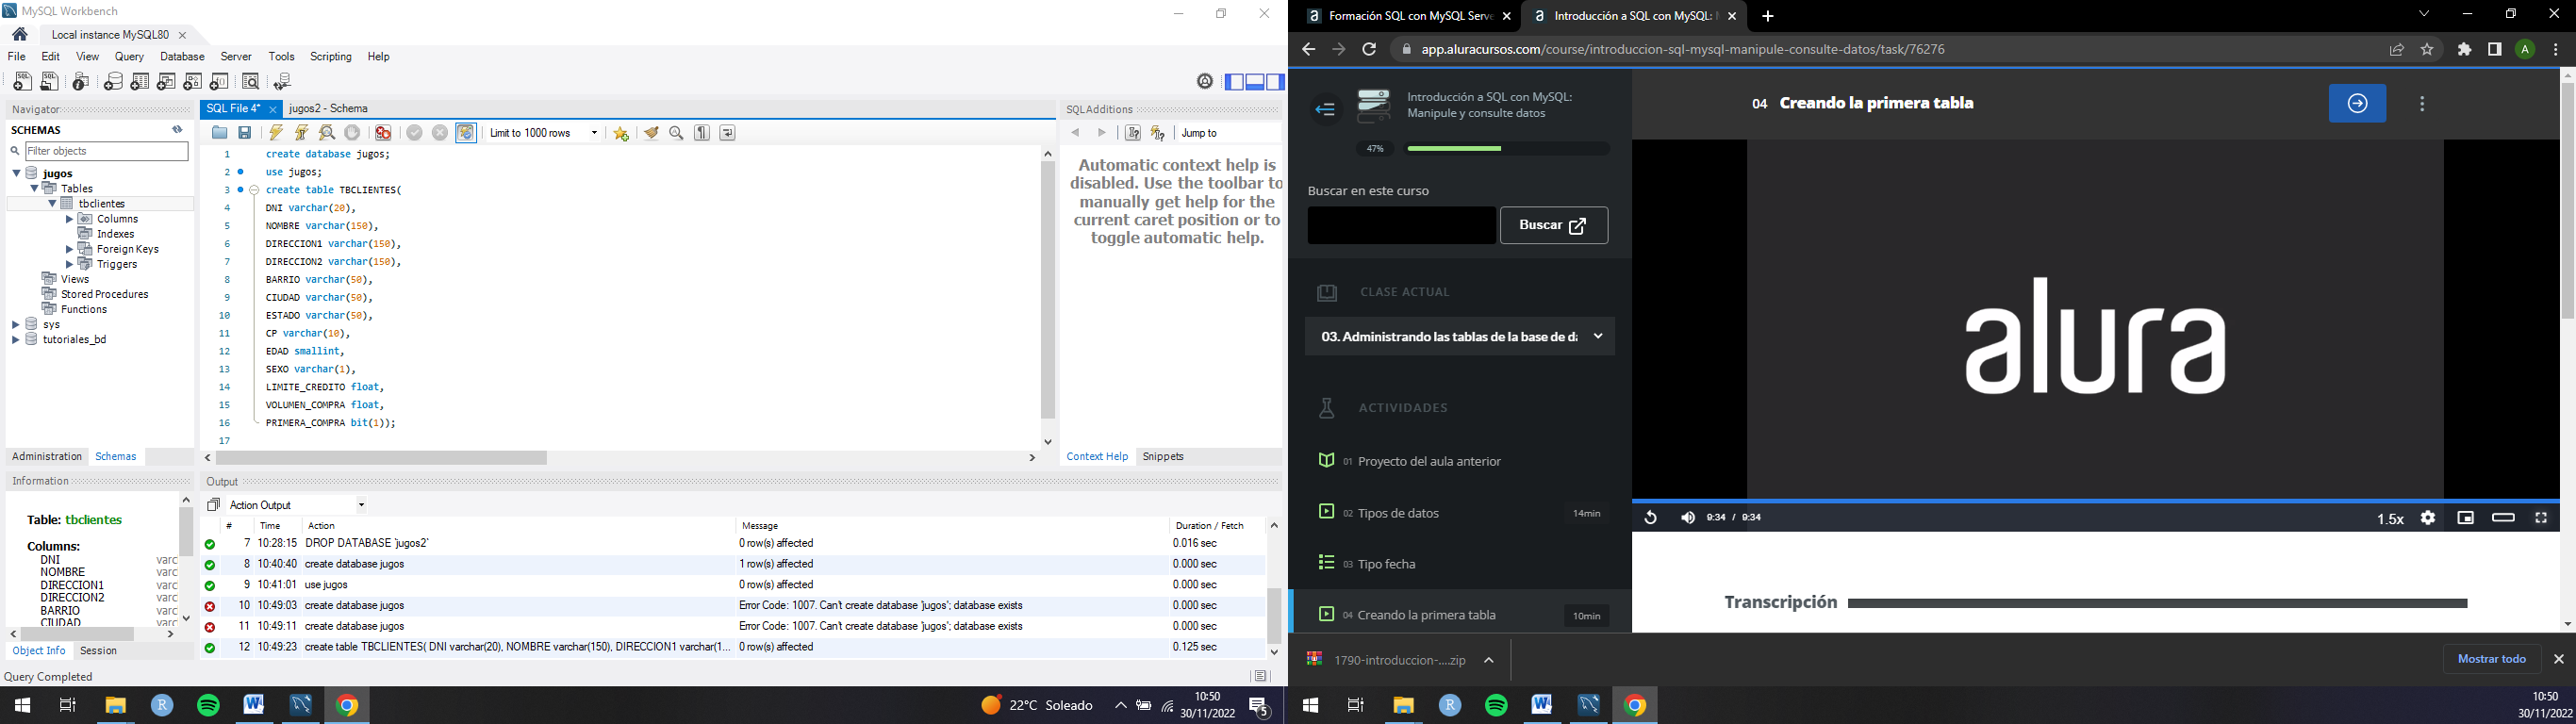 MySQL Workbench
Local instance MySQL80
File Edit View Query Database Server Tools Scripting Help
Navigator
SCHEMAS
Filter objects
jugos
Tables
tbclientes
Columns
Indexes
Foreign Keys
Triggers
Views
Stored Procedures
Functions
sys
tutoriales_bd
Administration Schemas
Information
Table: tbclientes
Columns:
DNI varc
NOMBRE varc
DIRECCION1 varc
DIRECCION2 varc
BARRIO varc
CIUDAD varc
Object Info Session
Query Completed
SQL File 4* jugos2 - Schema
Limit to 1000 rows
1 create database jugos;
2 use jugos;
3 create table TBCLIENTES(
4 DNI varchar(20),
5 NOMBRE varchar(150),
6 DIRECCION1 varchar(150),
7 DIRECCION2 varchar(150),
8 BARRIO varchar(50),
9 CIUDAD varchar(50),
10 ESTADO varchar(50),
11 CP varchar(10),
12 EDAD smallint,
13 SEXO varchar(1),
14 LIMITE_CREDITO float,
15 VOLUMEN_COMPRA float,
16 PRIMERA_COMPRA bit(1));
17
SQLAdditions
Jump to
Automatic context help is
disabled. Use the toolbar to
manually get help for the
current caret position or to
toggle automatic help.
Context Help Snippets
Output
Action Output
# Time Action Message Duration / Fetch
7 10:28:15 DROP DATABASE `jugos2` 0 row(s) affected 0.016 sec
8 10:40:40 create database jugos 1 row(s) affected 0.000 sec
9 10:41:01 use jugos 0 row(s) affected 0.000 sec
10 10:49:03 create database jugos Error Code: 1007. Can't create database 'jugos'; database exists 0.000 sec
11 10:49:11 create database jugos Error Code: 1007. Can't create database 'jugos'; database exists 0.000 sec
12 10:49:23 create table TBCLIENTES( DNI varchar(20), NOMBRE varchar(150), DIRECCION1 varchar(1... 0 row(s) affected 0.125 sec
22°C Soleado
10:50
30/11/2022
5
Formación SQL con MySQL Serve
Introducción a SQL con MySQL: M
app.aluracursos.com/course/introduccion-sql-mysql-manipule-consulte-datos/task/76276
A
Introducción a SQL con MySQL:
Manipule y consulte datos
47%
Buscar en este curso
Buscar
CLASE ACTUAL
03. Administrando las tablas de la base de da
ACTIVIDADES
01 Proyecto del aula anterior
02 Tipos de datos 14min
03 Tipo fecha
04 Creando la primera tabla 10min
04 Creando la primera tabla
alura
9:34 / 9:34
1.5x
Transcripción
1790-introduccion-....zip
Mostrar todo
10:50
30/11/2022